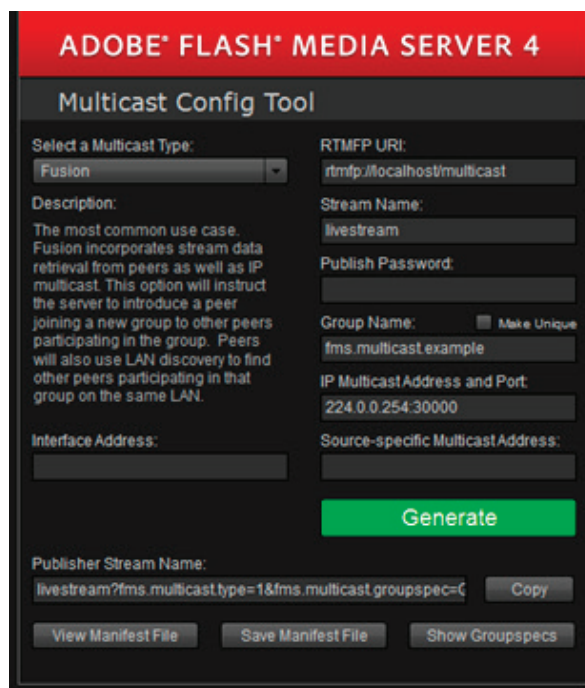 ADOBE® FLASH® MEDIA SERVER 4
Multicast Config Tool
Select a Multicast Type:
Fusion
Description:
The most common use case.
Fusion incorporates stream data
retrieval from peers as well as IP
multicast. This option will instruct
the server to introduce a peer
joining a new group to other peers
participating in the group. Peers
will also use LAN discovery to find
other peers participating in that
group on the same LAN.
Interface Address:
RTMFP URI:
rtmfp://localhost/multicast
Stream Name:
livestream
Publish Password:
Group Name:
Make Unique
fms.multicast.example
IP Multicast Address and Port:
224.0.0.254:30000
Source-specific Multicast Address:
Generate
Publisher Stream Name:
livestream?fms.multicast.type=1&fms.multicast.groupspec=G
Copy
View Manifest File
Save Manifest File
Show Groupspecs